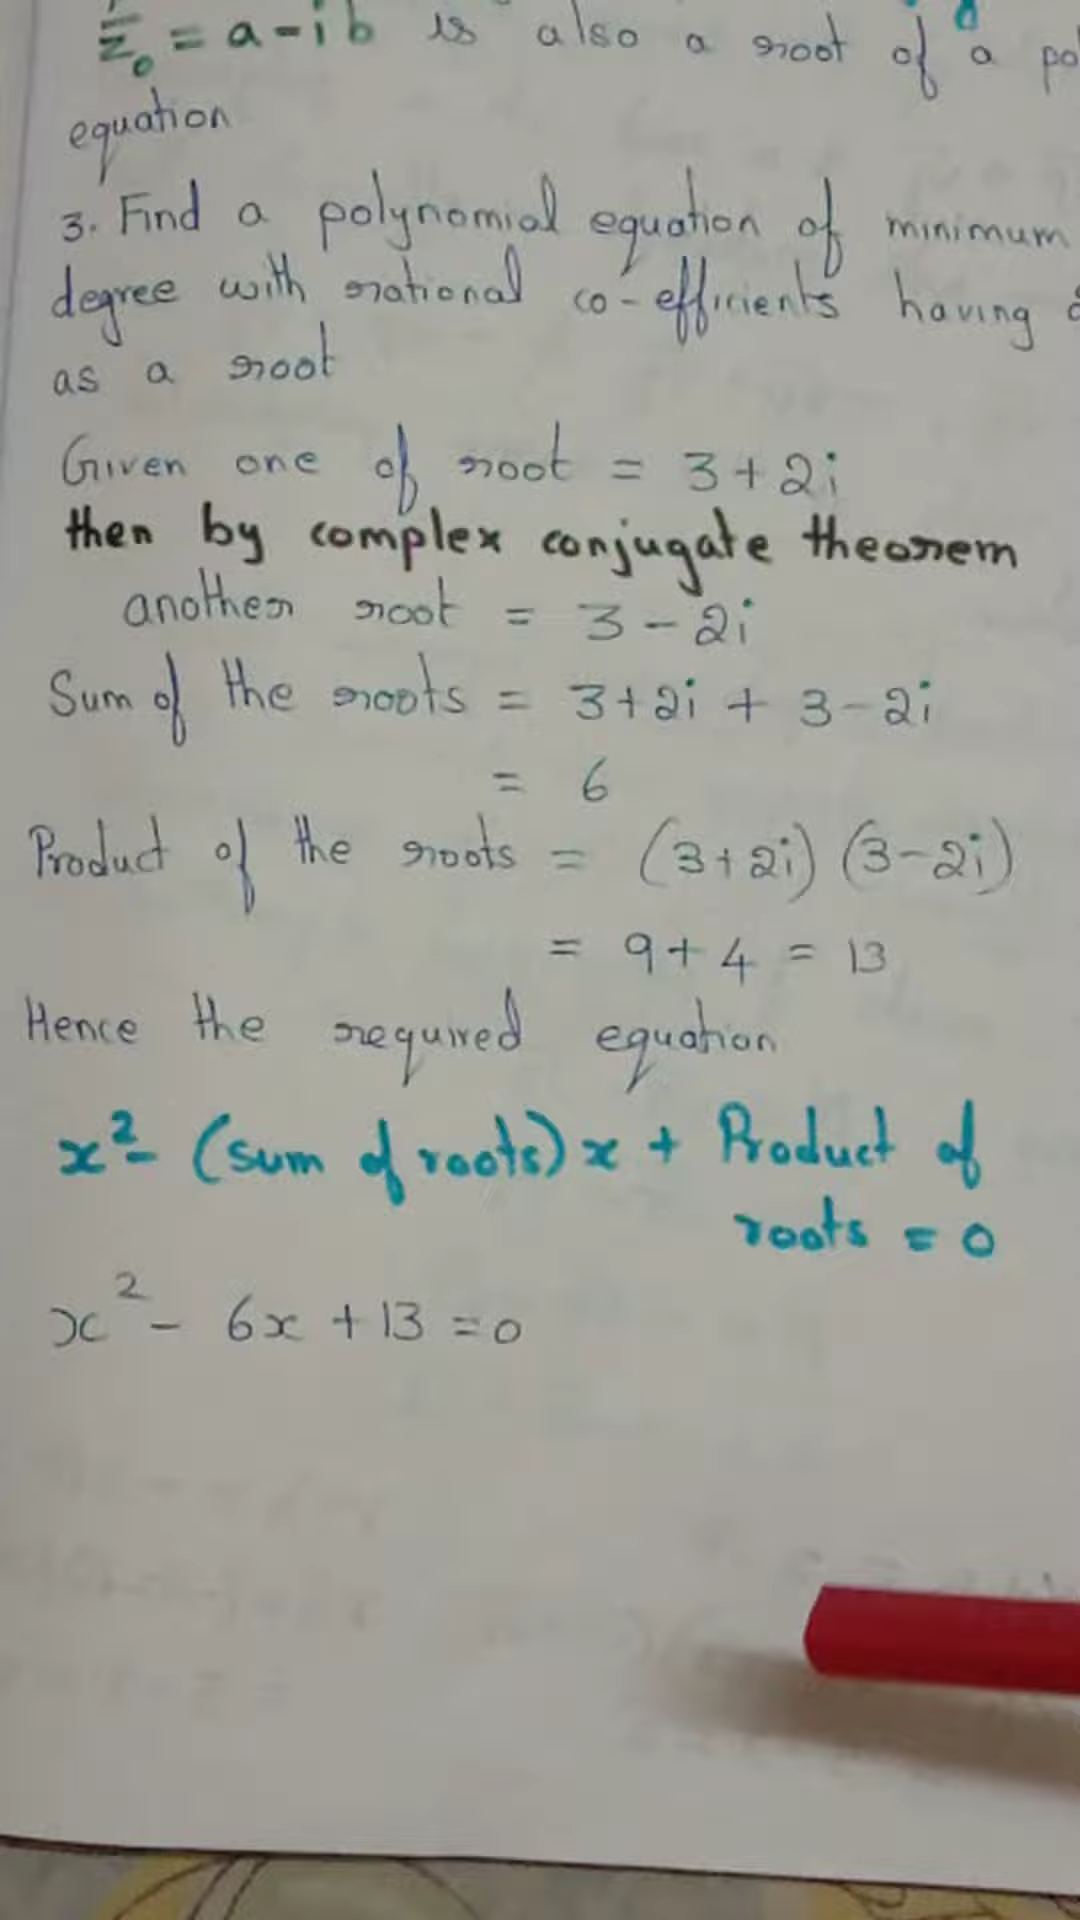 z̄₀ = a - i b is also a root of a
equation
3. Find a polynomial equation of minimum
degree with rational co-efficients having
as a root
Given one of root = 3 + 2i
then by complex conjugate theorem
another root = 3 - 2i
Sum of the roots = 3 + 2i + 3 - 2i
= 6
Product of the roots = (3 + 2i) (3 - 2i)
= 9 + 4 = 13
Hence the required equation
x² - (sum of roots) x + Product of
roots = 0
x² - 6x + 13 = 0